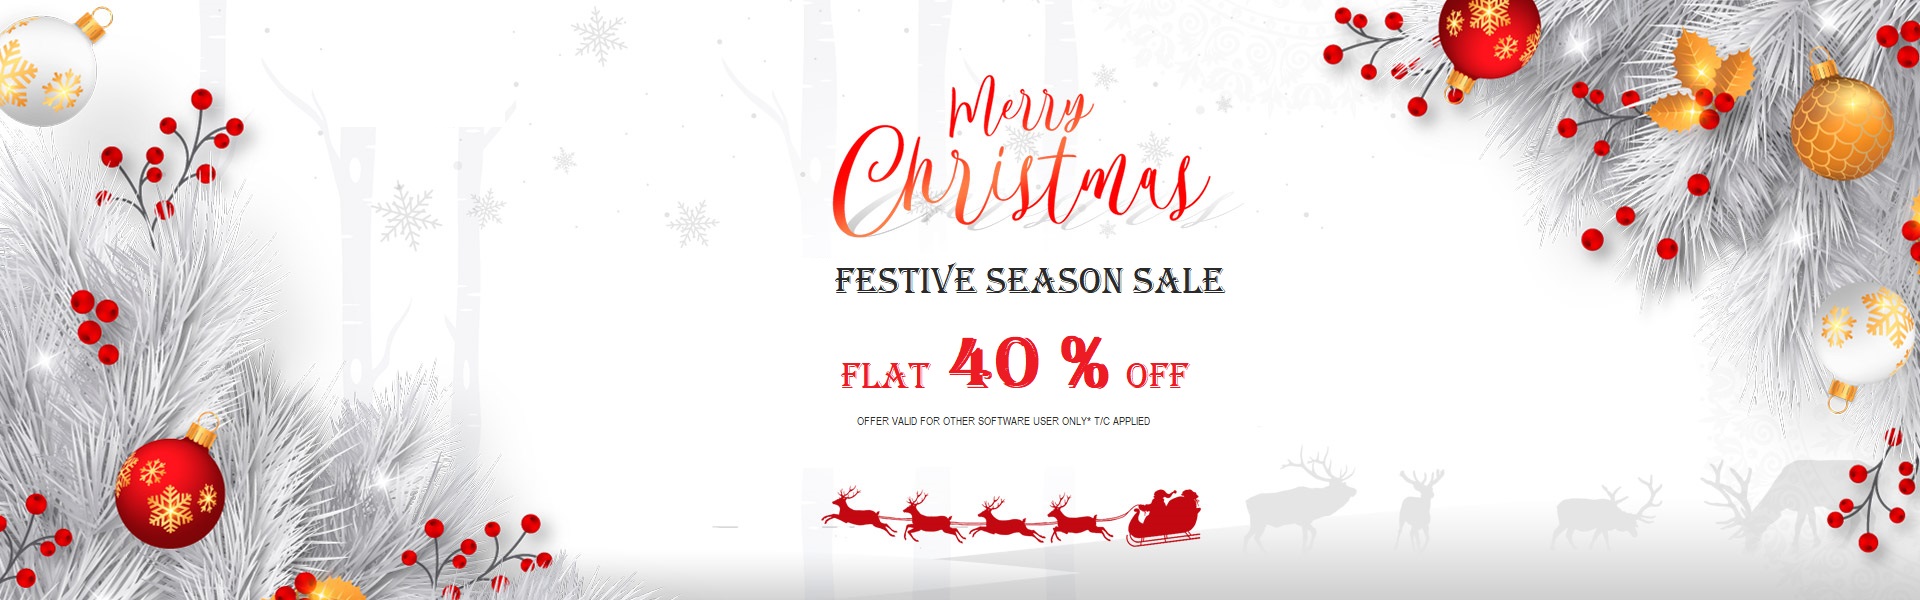 Merry
Christmas
FESTIVE SEASON SALE
FLAT 40 % OFF
OFFER VALID FOR OTHER SOFTWARE USER ONLY* T/C APPLIED